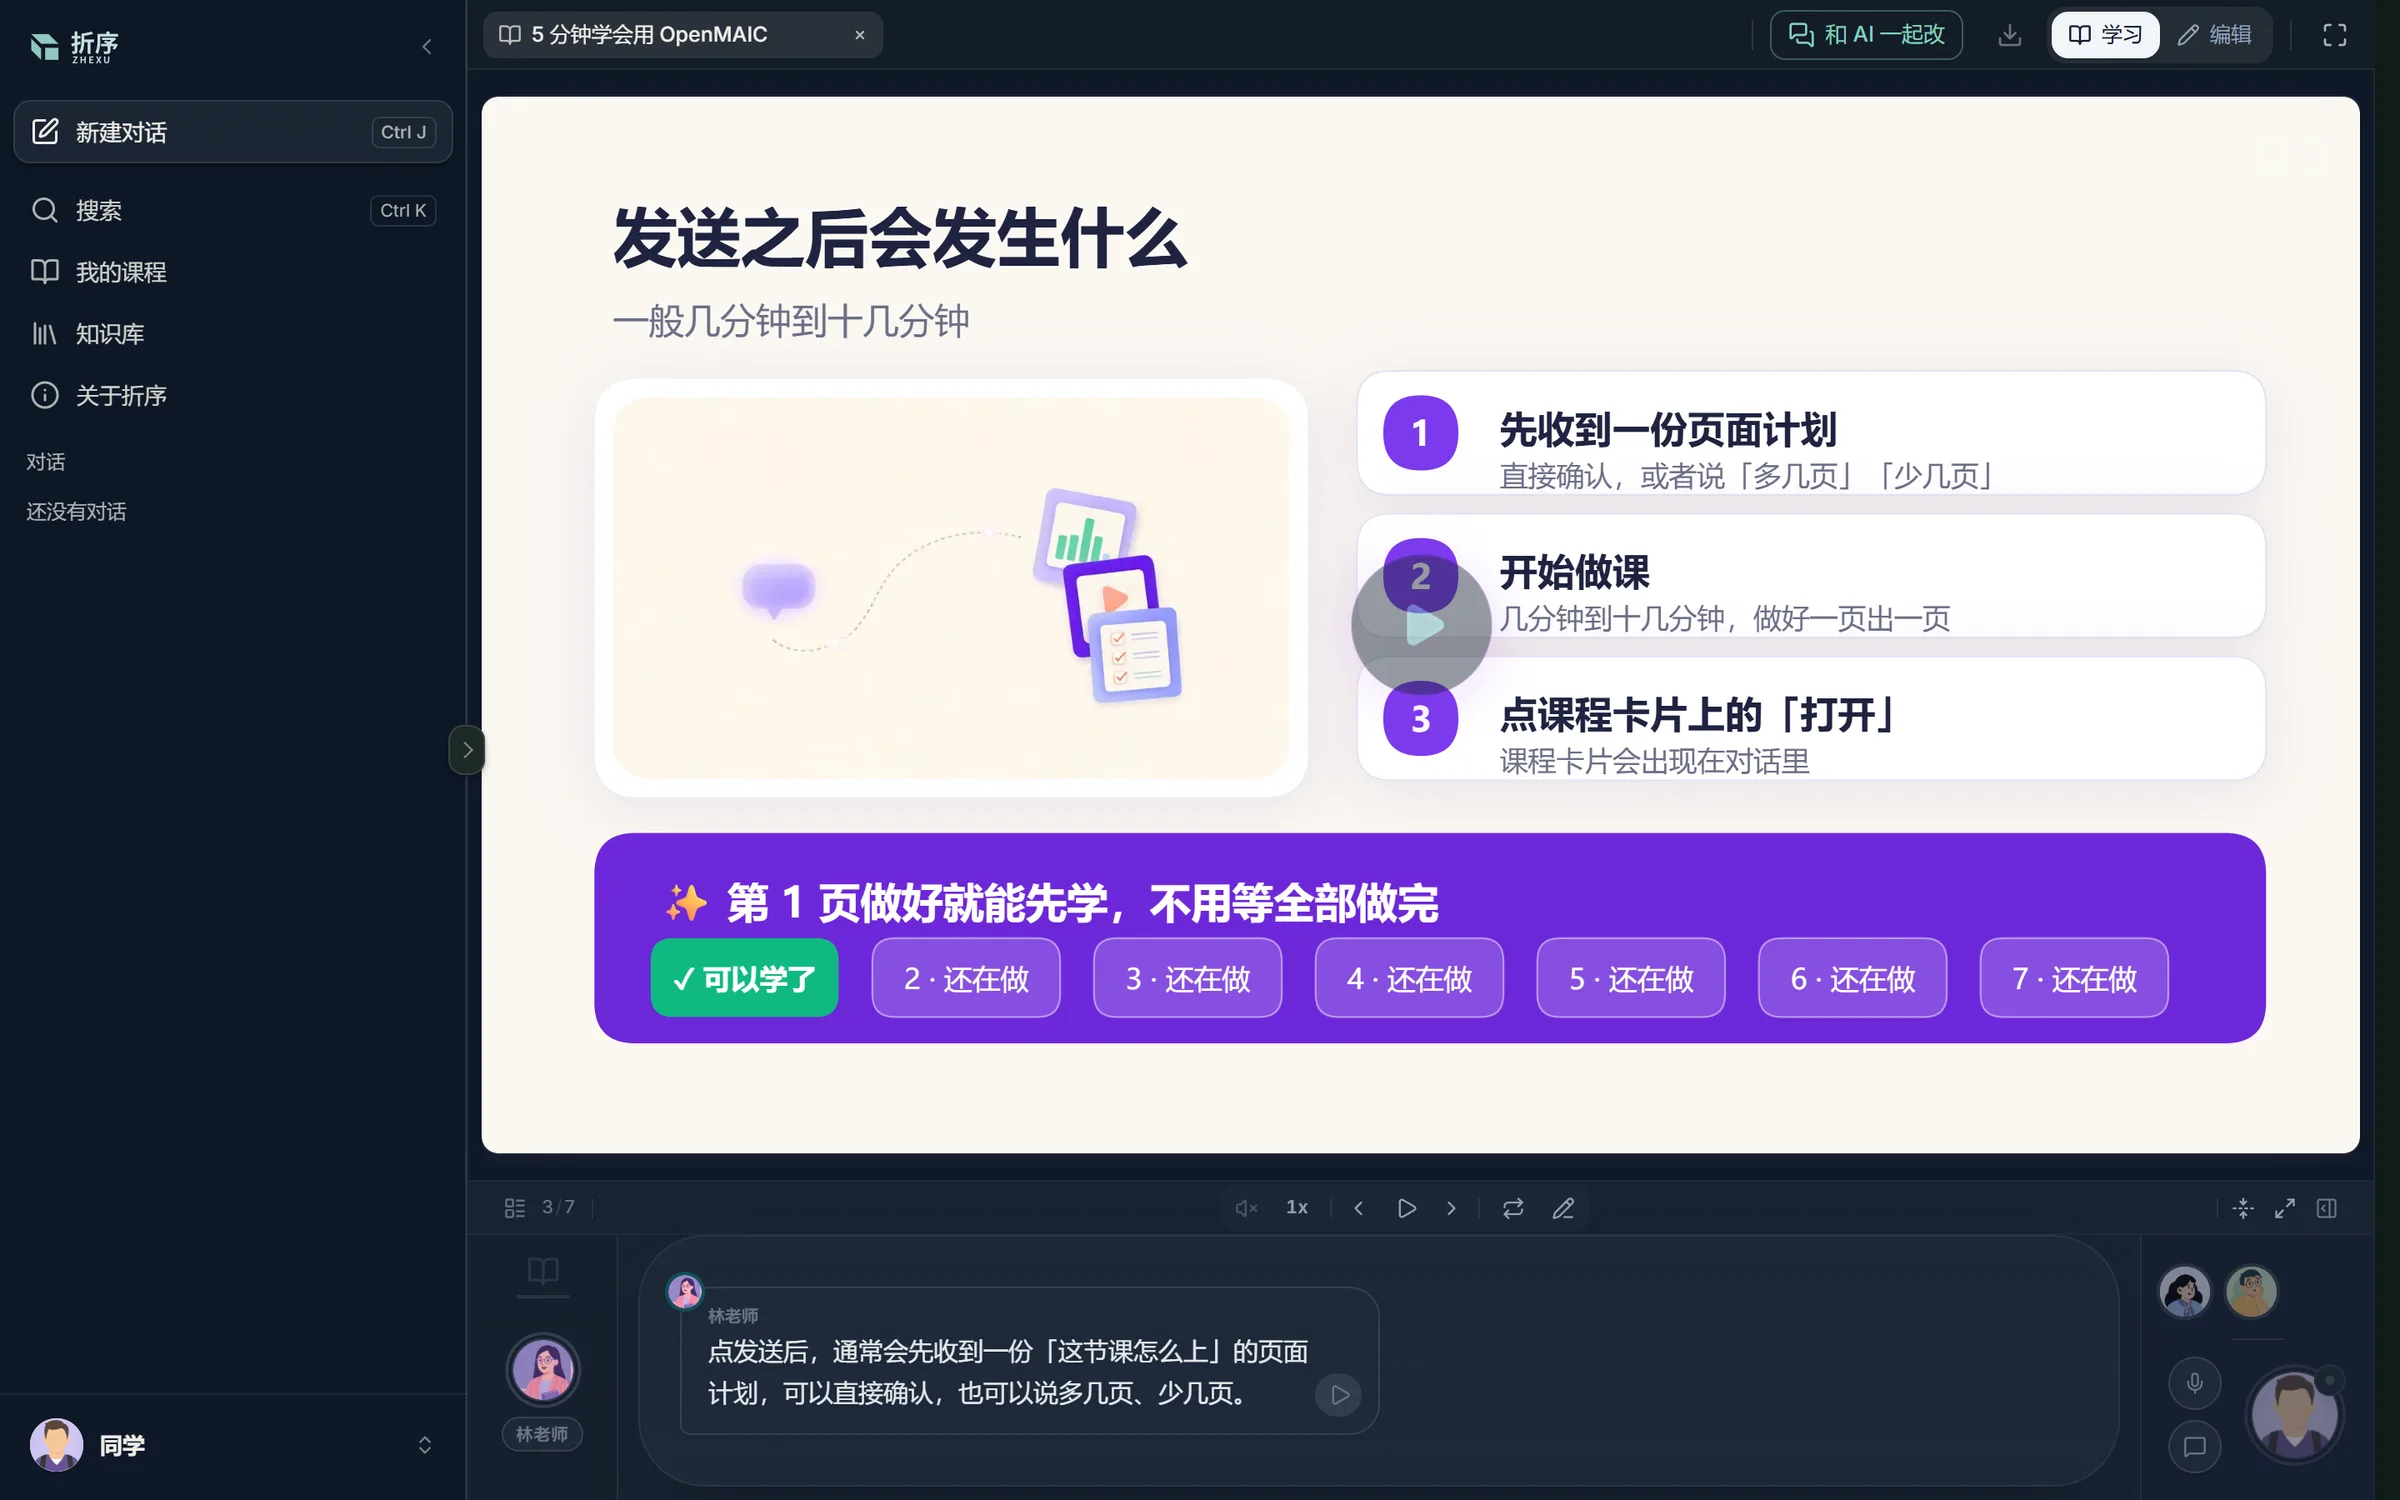 折序
ZHEXU
新建对话
Ctrl J
搜索
Ctrl K
我的课程
知识库
关于折序
对话
还没有对话
同学
5 分钟学会用 OpenMAIC
和 AI 一起改
学习
编辑
发送之后会发生什么
一般几分钟到十几分钟
1
先收到一份页面计划
直接确认，或者说「多几页」「少几页」
2
开始做课
几分钟到十几分钟，做好一页出一页
3
点课程卡片上的「打开」
课程卡片会出现在对话里
✨ 第 1 页做好就能先学，不用等全部做完
✓ 可以学了
2 · 还在做
3 · 还在做
4 · 还在做
5 · 还在做
6 · 还在做
7 · 还在做
3/7
1x
林老师
林老师
点发送后，通常会先收到一份「这节课怎么上」的页面
计划，可以直接确认，也可以说多几页、少几页。